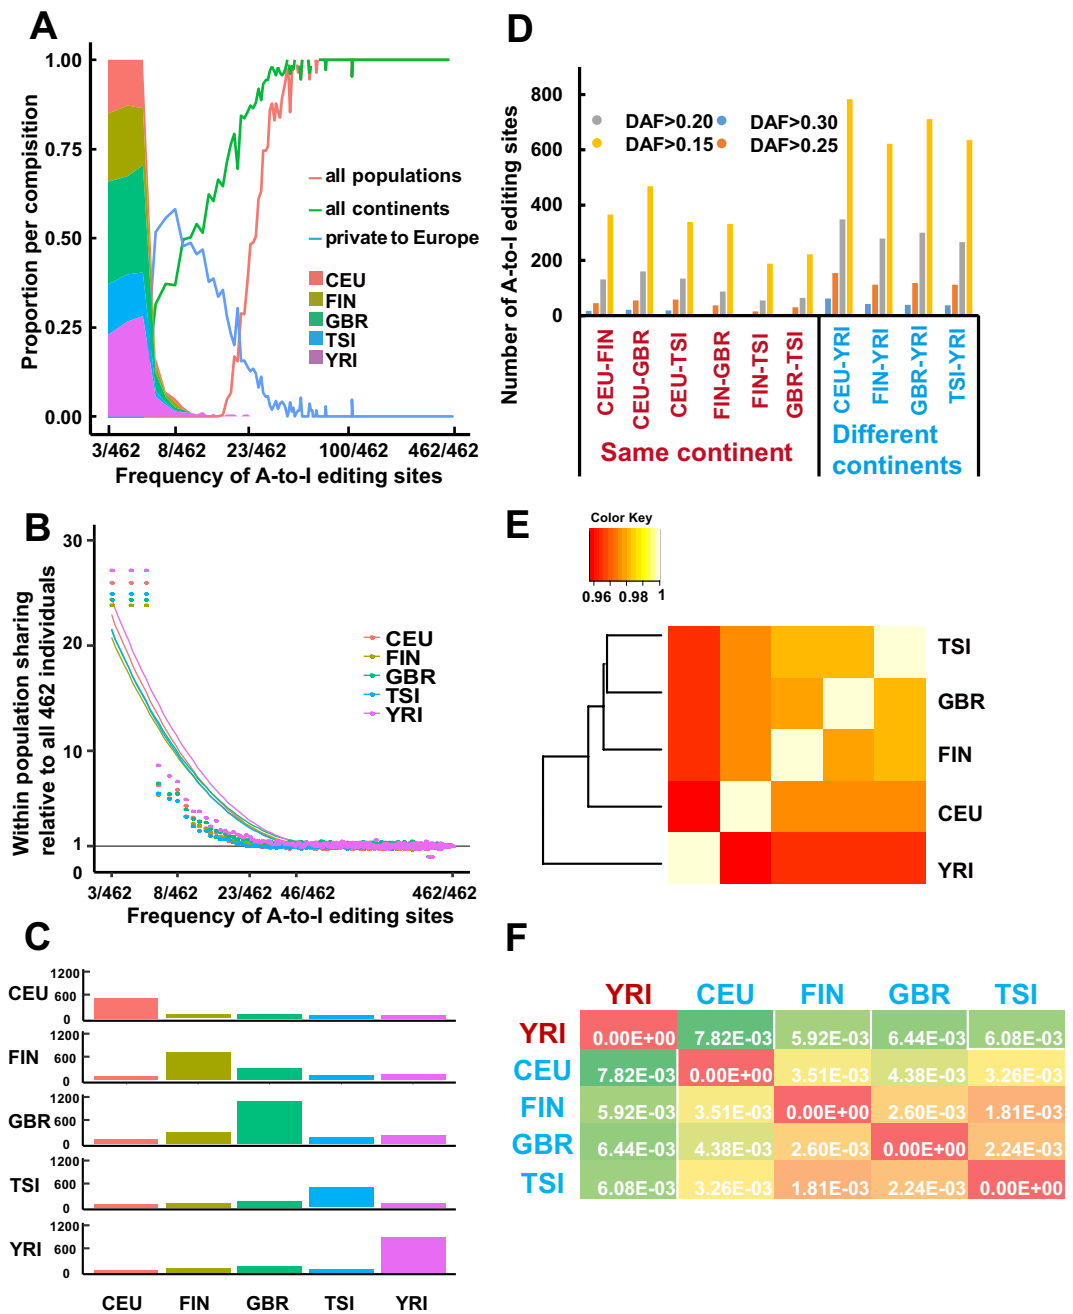 A
1.00
0.75
0.50
0.25
0.00
Proportion per compisition
all populations
all continents
private to Europe
CEU
FIN
GBR
TSI
YRI
3/462 8/462 23/462 100/462 462/462
Frequency of A-to-I editing sites
D
800
600
400
200
0
Number of A-to-I editing sites
DAF>0.20 DAF>0.30
DAF>0.15 DAF>0.25
CEU-FIN
CEU-GBR
CEU-TSI
FIN-GBR
FIN-TSI
GBR-TSI
CEU-YRI
FIN-YRI
GBR-YRI
TSI-YRI
Same continent
Different
continents
B
30
20
10
1
0
Within population sharing
relative to all 462 individuals
CEU
FIN
GBR
TSI
YRI
3/462 8/462 23/462 46/462 462/462
Frequency of A-to-I editing sites
E
Color Key
0.96 0.98 1
TSI
GBR
FIN
CEU
YRI
C
CEU
1200
600
0
FIN
1200
600
0
GBR
1200
600
0
TSI
1200
600
0
YRI
1200
600
0
CEU FIN GBR TSI YRI
F
YRI CEU FIN GBR TSI
YRI 0.00E+00 7.82E-03 5.92E-03 6.44E-03 6.08E-03
CEU 7.82E-03 0.00E+00 3.51E-03 4.38E-03 3.26E-03
FIN 5.92E-03 3.51E-03 0.00E+00 2.60E-03 1.81E-03
GBR 6.44E-03 4.38E-03 2.60E-03 0.00E+00 2.24E-03
TSI 6.08E-03 3.26E-03 1.81E-03 2.24E-03 0.00E+00